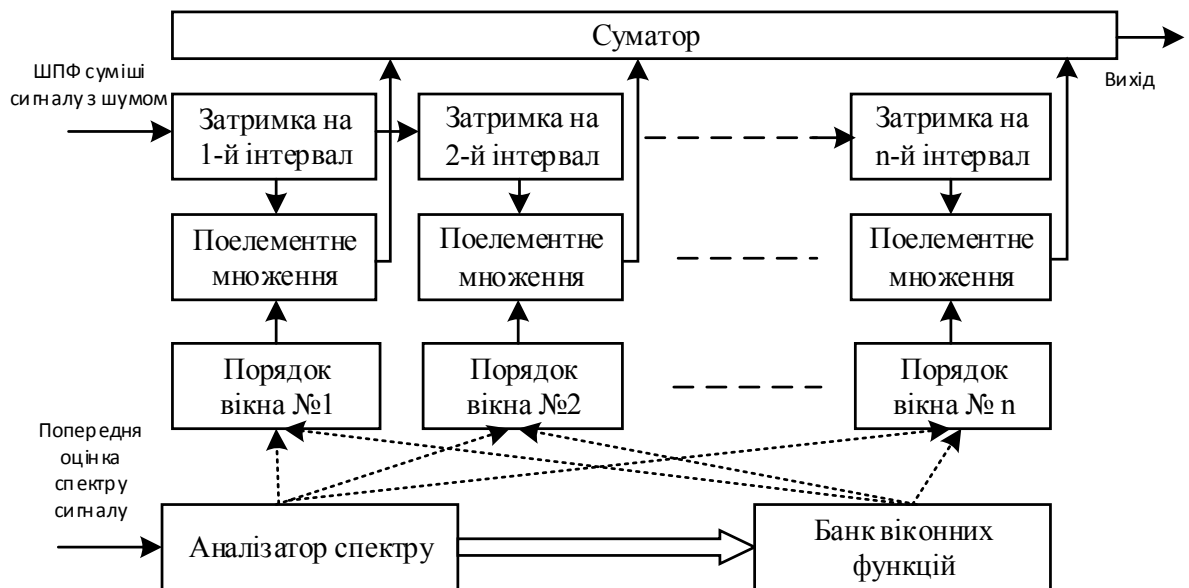 Суматор
ШПФ суміші
сигналу з шумом
Вихід
Затримка на
1-й інтервал
Затримка на
2-й інтервал
Затримка на
n-й інтервал
Поелементне
множення
Поелементне
множення
Поелементне
множення
Порядок
вікна №1
Порядок
вікна №2
Порядок
вікна № n
Попередня
оцінка
спектру
сигналу
Аналізатор спектру
Банк віконних
функцій